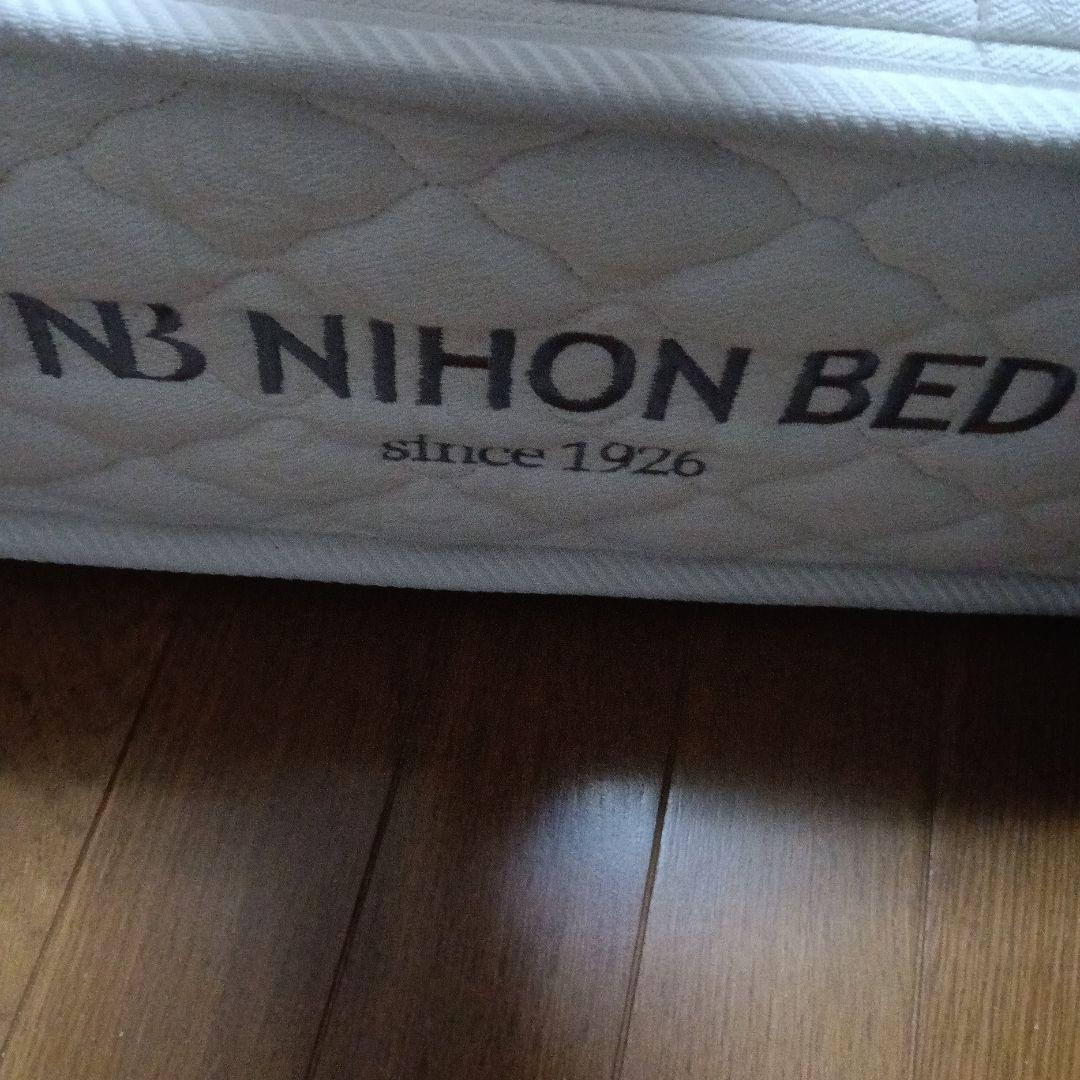 NB NIHON BED
since 1926